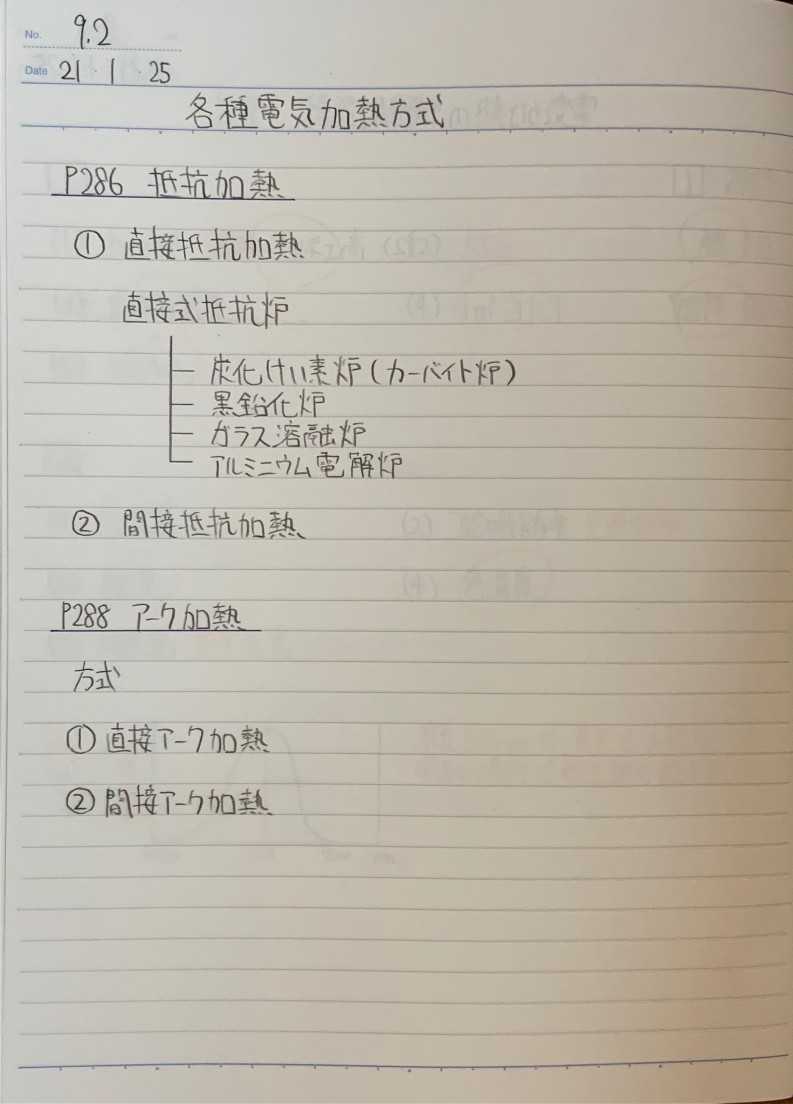 No. 9.2
Date 21・1・25
各種電気加熱方式
P286 抵抗加熱
① 直接抵抗加熱
直接式抵抗炉
炭化けい素炉(カーバイト炉)
黒鉛化炉
ガラス溶融炉
アルミニウム電解炉
② 間接抵抗加熱
P288 アーク加熱
方式
① 直接アーク加熱
② 間接アーク加熱